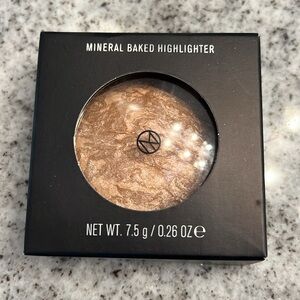 MINERAL BAKED HIGHLIGHTER
NET WT. 7.5 g / 0.26 OZ ℮